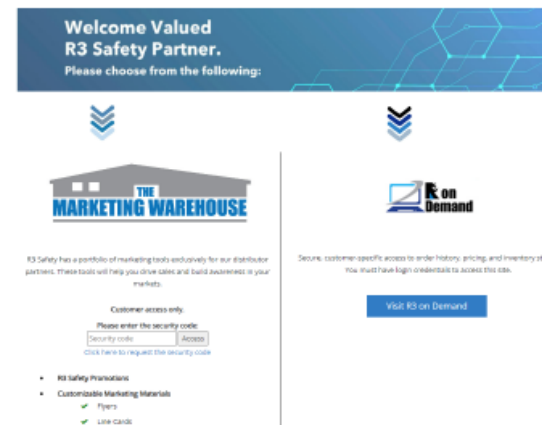 Welcome Valued
R3 Safety Partner.
Please choose from the following:
THE
MARKETING WAREHOUSE
R3 Safety has a portfolio of marketing tools exclusively for our distributor
partners. These tools will help you drive sales and build awareness in your
markets.
Customer access only.
Please enter the security code:
Security code
Access
Click here to request the security code
R3 Safety Promotions
Customizable Marketing Materials
Flyers
Line Cards
R on
Demand
Secure, customer-specific access to order history, pricing, and inventory st
You must have login credentials to access this site.
Visit R3 on Demand